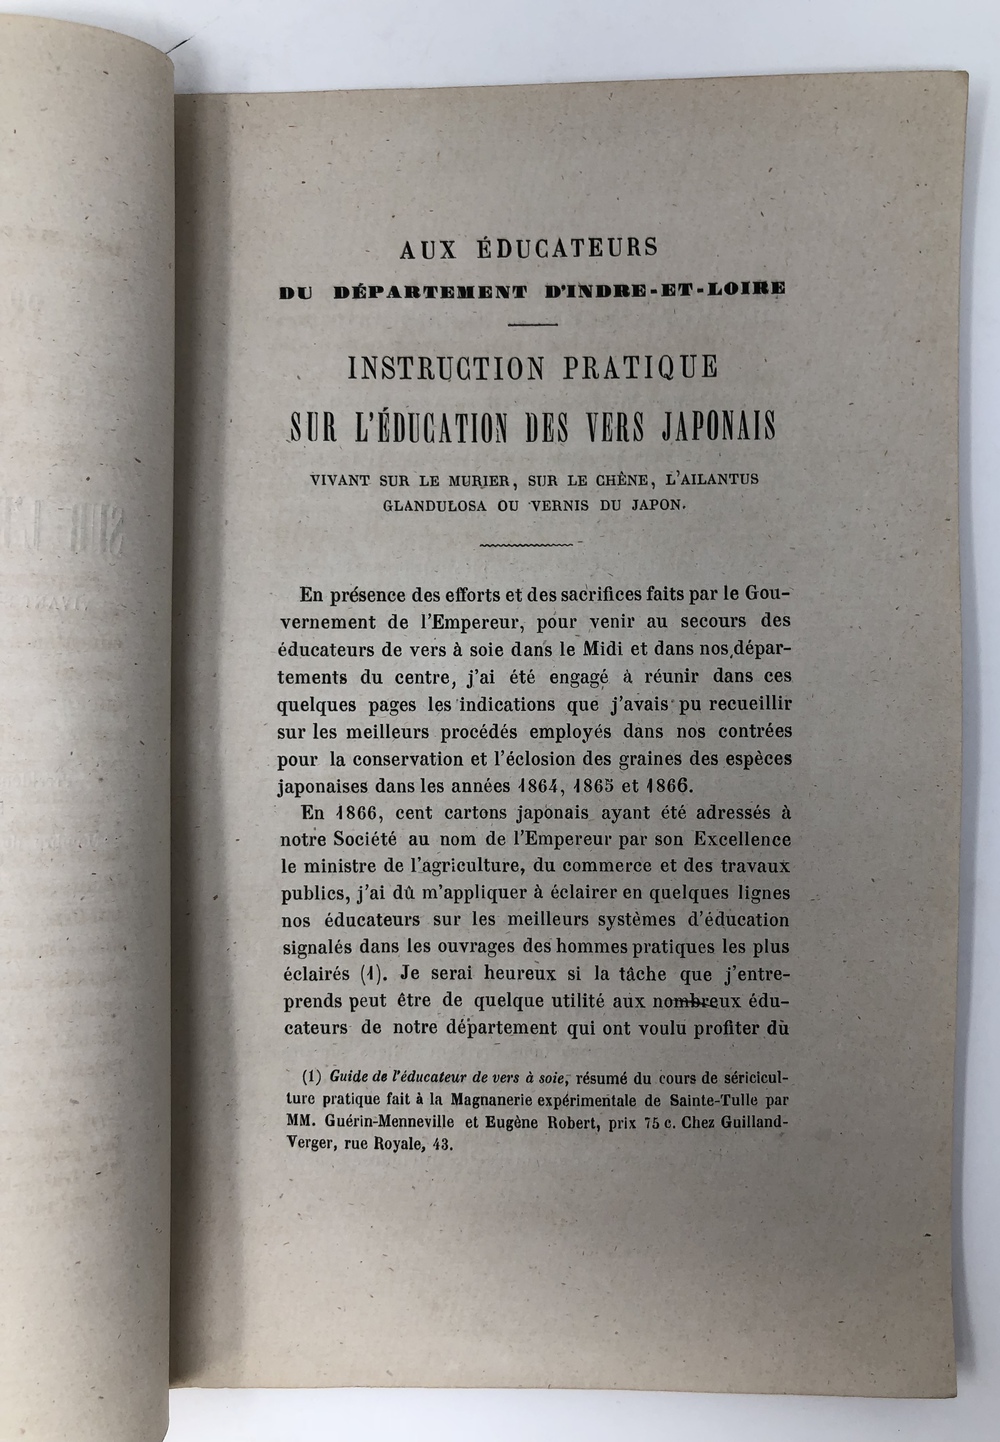 AUX ÉDUCATEURS
DU DÉPARTEMENT D'INDRE-ET-LOIRE
INSTRUCTION PRATIQUE
SUR L'ÉDUCATION DES VERS JAPONAIS
VIVANT SUR LE MURIER, SUR LE CHÊNE, L'AILANTUS
GLANDULOSA OU VERNIS DU JAPON.
En présence des efforts et des sacrifices faits par le Gou-
vernement de l'Empereur, pour venir au secours des
éducateurs de vers à soie dans le Midi et dans nos dépar-
tements du centre, j'ai été engagé à réunir dans ces
quelques pages les indications que j'avais pu recueillir
sur les meilleurs procédés employés dans nos contrées
pour la conservation et l'éclosion des graines des espèces
japonaises dans les années 1864, 1865 et 1866.
En 1866, cent cartons japonais ayant été adressés à
notre Société au nom de l'Empereur par son Excellence
le ministre de l'agriculture, du commerce et des travaux
publics, j'ai dû m'appliquer à éclairer en quelques lignes
nos éducateurs sur les meilleurs systèmes d'éducation
signalés dans les ouvrages des hommes pratiques les plus
éclairés (1). Je serai heureux si la tâche que j'entre-
prends peut être de quelque utilité aux nombreux édu-
cateurs de notre département qui ont voulu profiter du
(1) Guide de l'éducateur de vers à soie, résumé du cours de séricicul-
ture pratique fait à la Magnanerie expérimentale de Sainte-Tulle par
MM. Guérin-Menneville et Eugène Robert, prix 75 c. Chez Guilland-
Verger, rue Royale, 43.